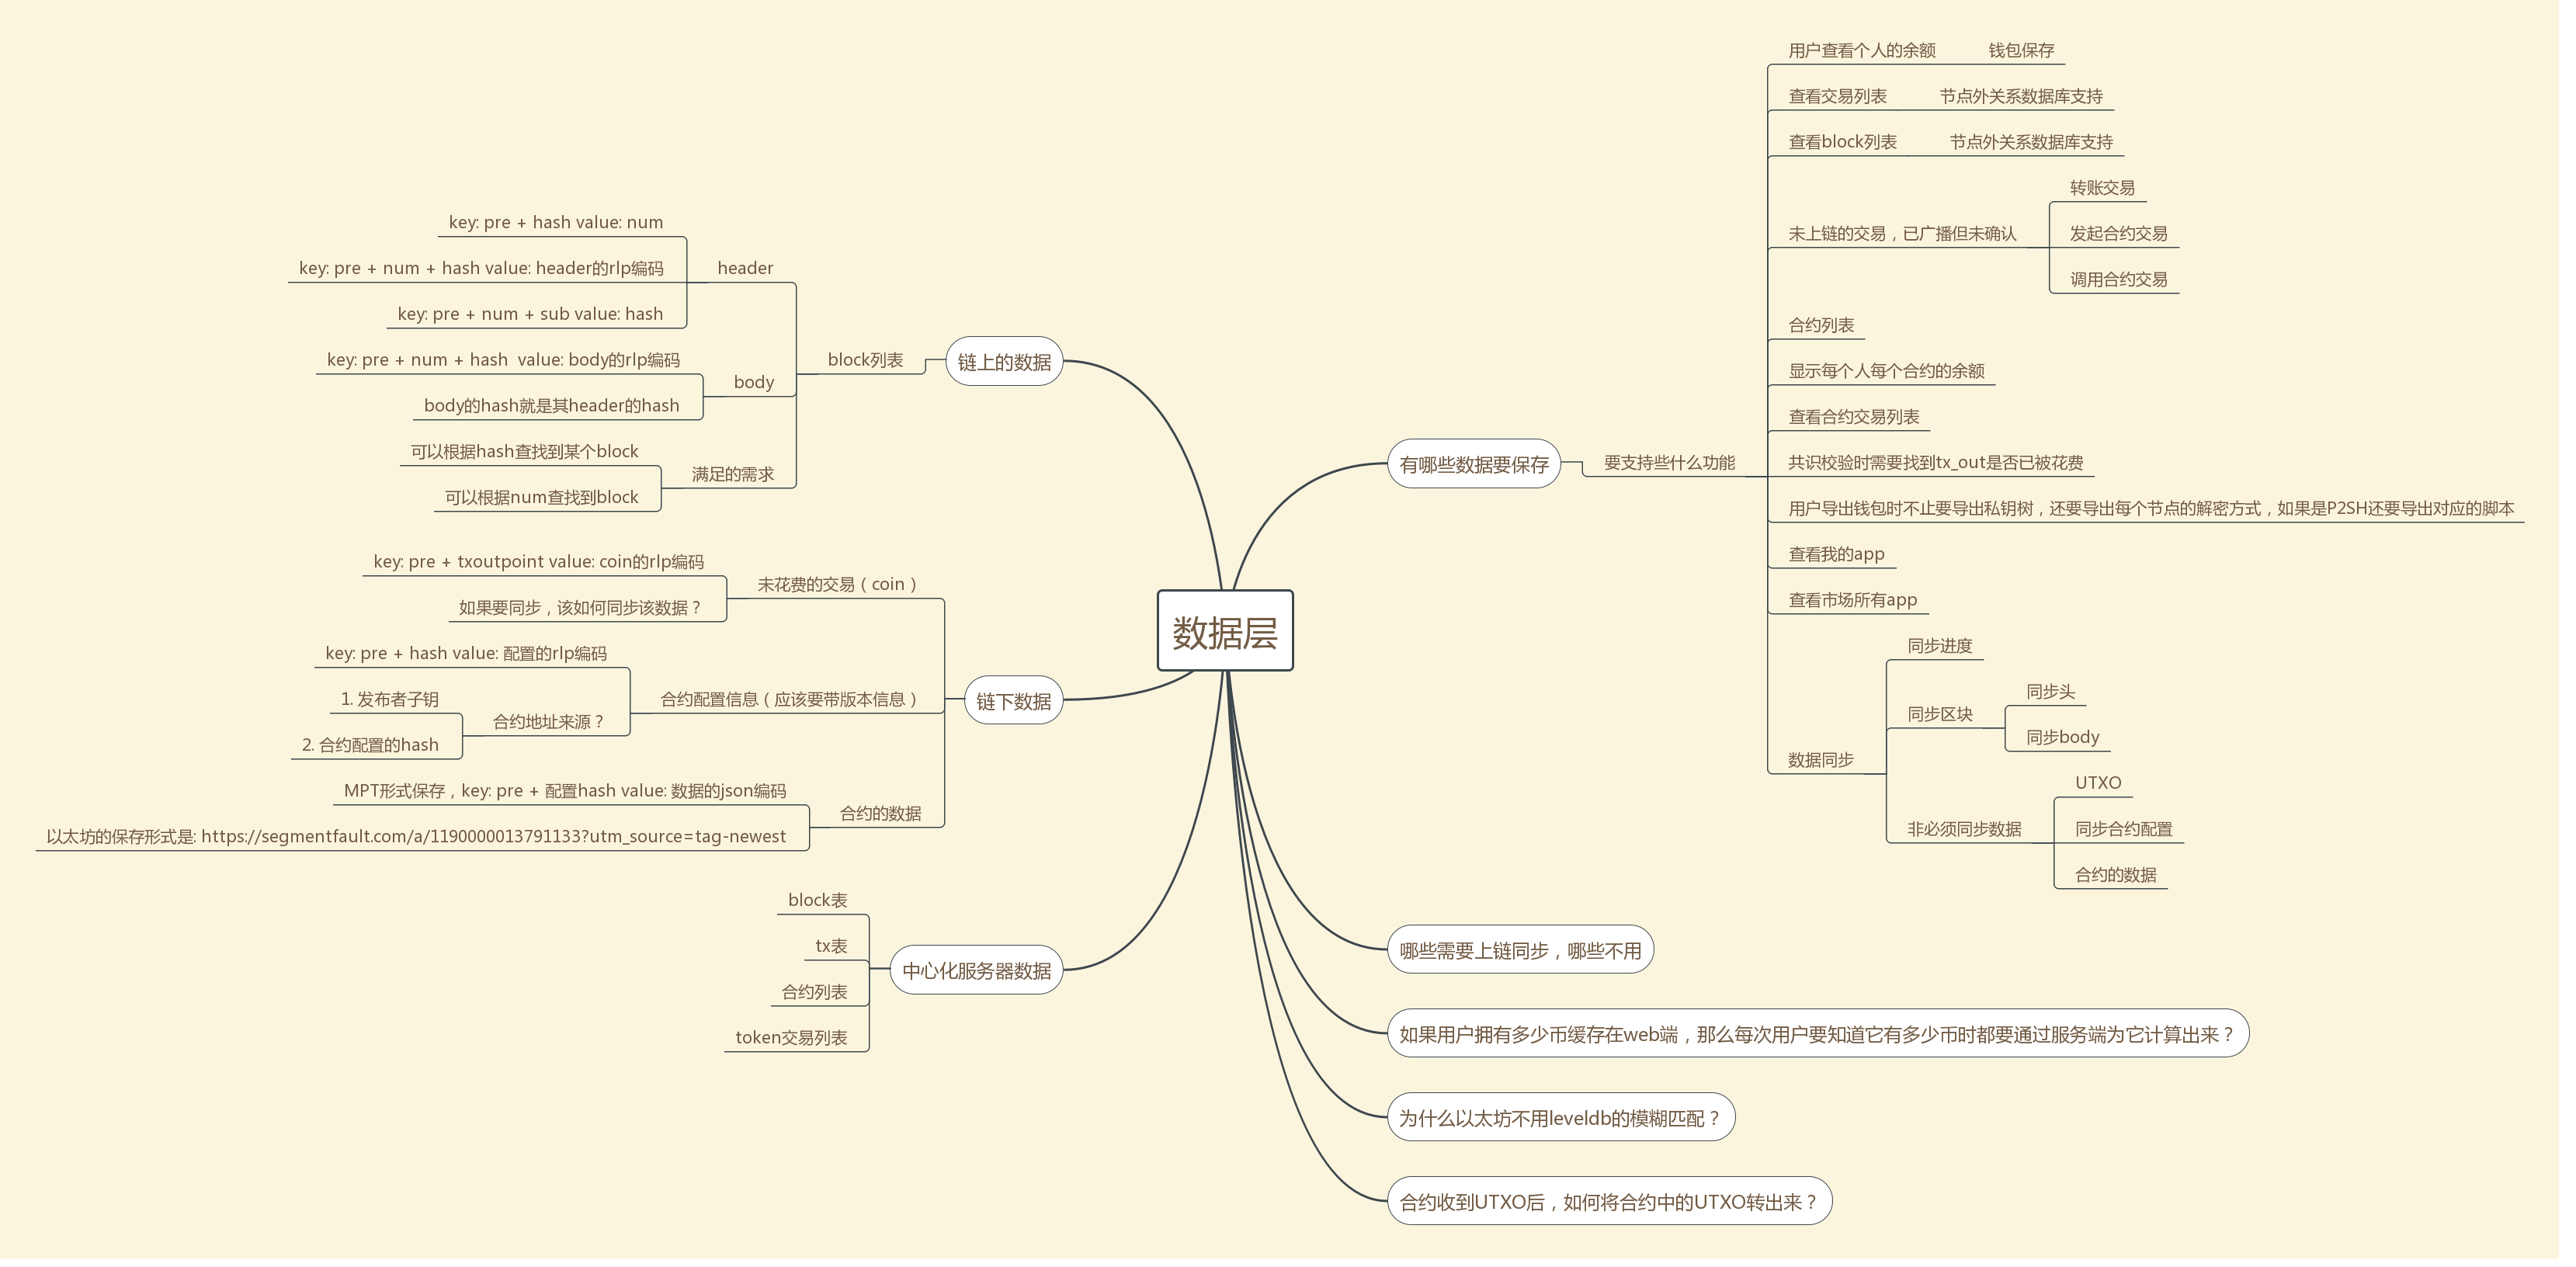 数据层
有哪些数据要保存
要支持些什么功能
用户查看个人的余额
钱包保存
查看交易列表
节点外关系数据库支持
查看block列表
节点外关系数据库支持
未上链的交易，已广播但未确认
转账交易
发起合约交易
调用合约交易
合约列表
显示每个人每个合约的余额
查看合约交易列表
共识校验时需要找到tx_out是否已被花费
用户导出钱包时不止要导出私钥树，还要导出每个节点的解密方式，如果是P2SH还要导出对应的脚本
查看我的app
查看市场所有app
数据同步
同步进度
同步区块
同步头
同步body
非必须同步数据
UTXO
同步合约配置
合约的数据
哪些需要上链同步，哪些不用
如果用户拥有多少币缓存在web端，那么每次用户要知道它有多少币时都要通过服务端为它计算出来？
为什么以太坊不用leveldb的模糊匹配？
合约收到UTXO后，如何将合约中的UTXO转出来？
链上的数据
block列表
header
key: pre + hash value: num
key: pre + num + hash value: header的rlp编码
key: pre + num + sub value: hash
body
key: pre + num + hash  value: body的rlp编码
body的hash就是其header的hash
满足的需求
可以根据hash查找到某个block
可以根据num查找到block
链下数据
未花费的交易（coin）
key: pre + txoutpoint value: coin的rlp编码
如果要同步，该如何同步该数据？
合约配置信息（应该要带版本信息）
key: pre + hash value: 配置的rlp编码
合约地址来源？
1. 发布者子钥
2. 合约配置的hash
合约的数据
MPT形式保存，key: pre + 配置hash value: 数据的json编码
以太坊的保存形式是: https://segmentfault.com/a/1190000013791133?utm_source=tag-newest
中心化服务器数据
block表
tx表
合约列表
token交易列表